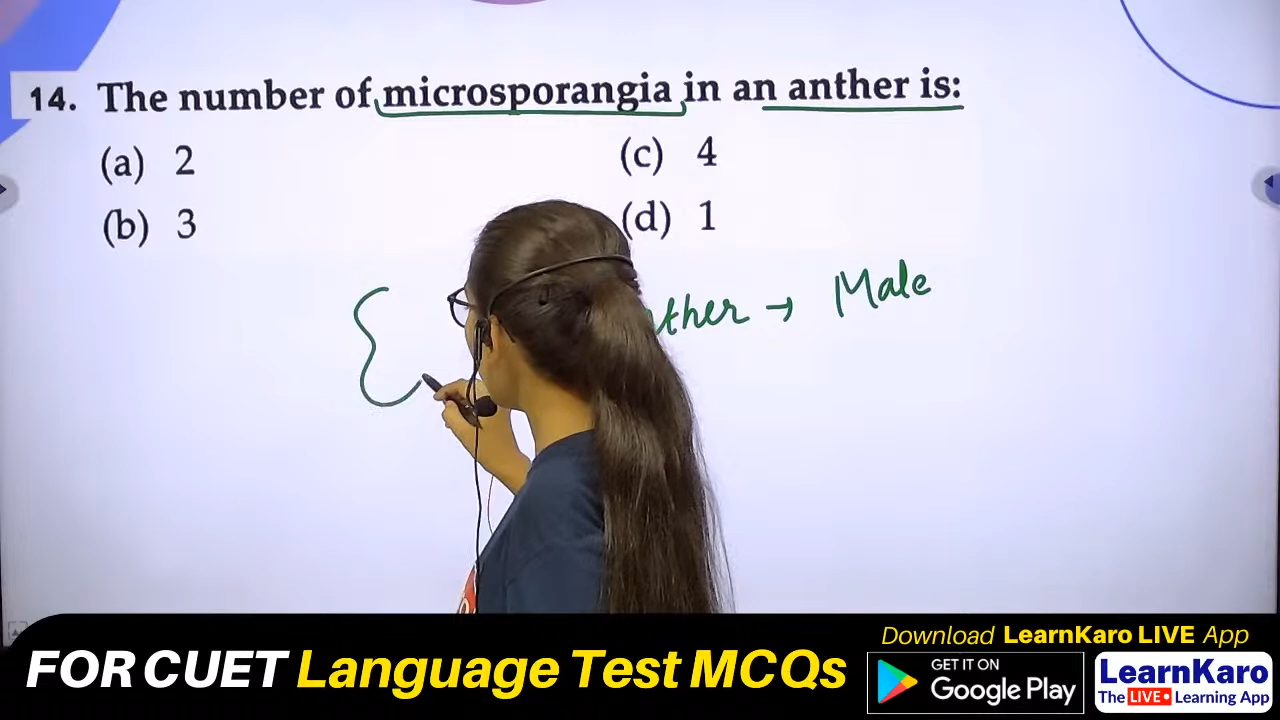 14. The number of microsporangia in an anther is:
(a) 2
(c) 4
(b) 3
(d) 1
→ Male
FOR CUET Language Test MCQs
Download LearnKaro LIVE App
GET IT ON
Google Play
LearnKaro
The LIVE Learning App